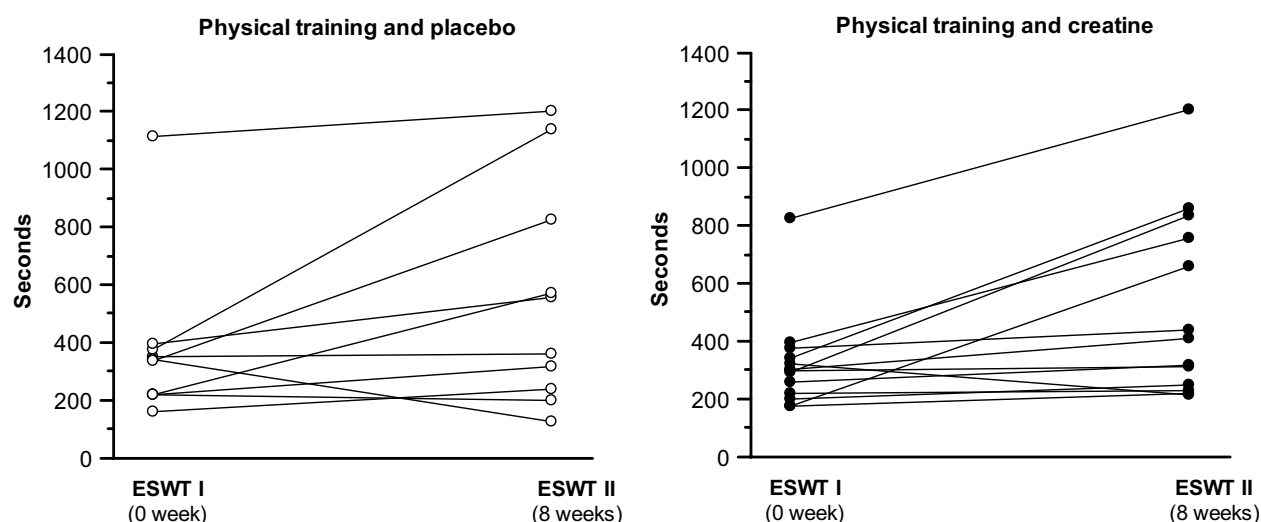 Physical training and placebo
1400
1200
1000
800
600
400
200
0
Seconds
ESWT I
(0 week)
ESWT II
(8 weeks)
Physical training and creatine
1400
1200
1000
800
600
400
200
0
Seconds
ESWT I
(0 week)
ESWT II
(8 weeks)